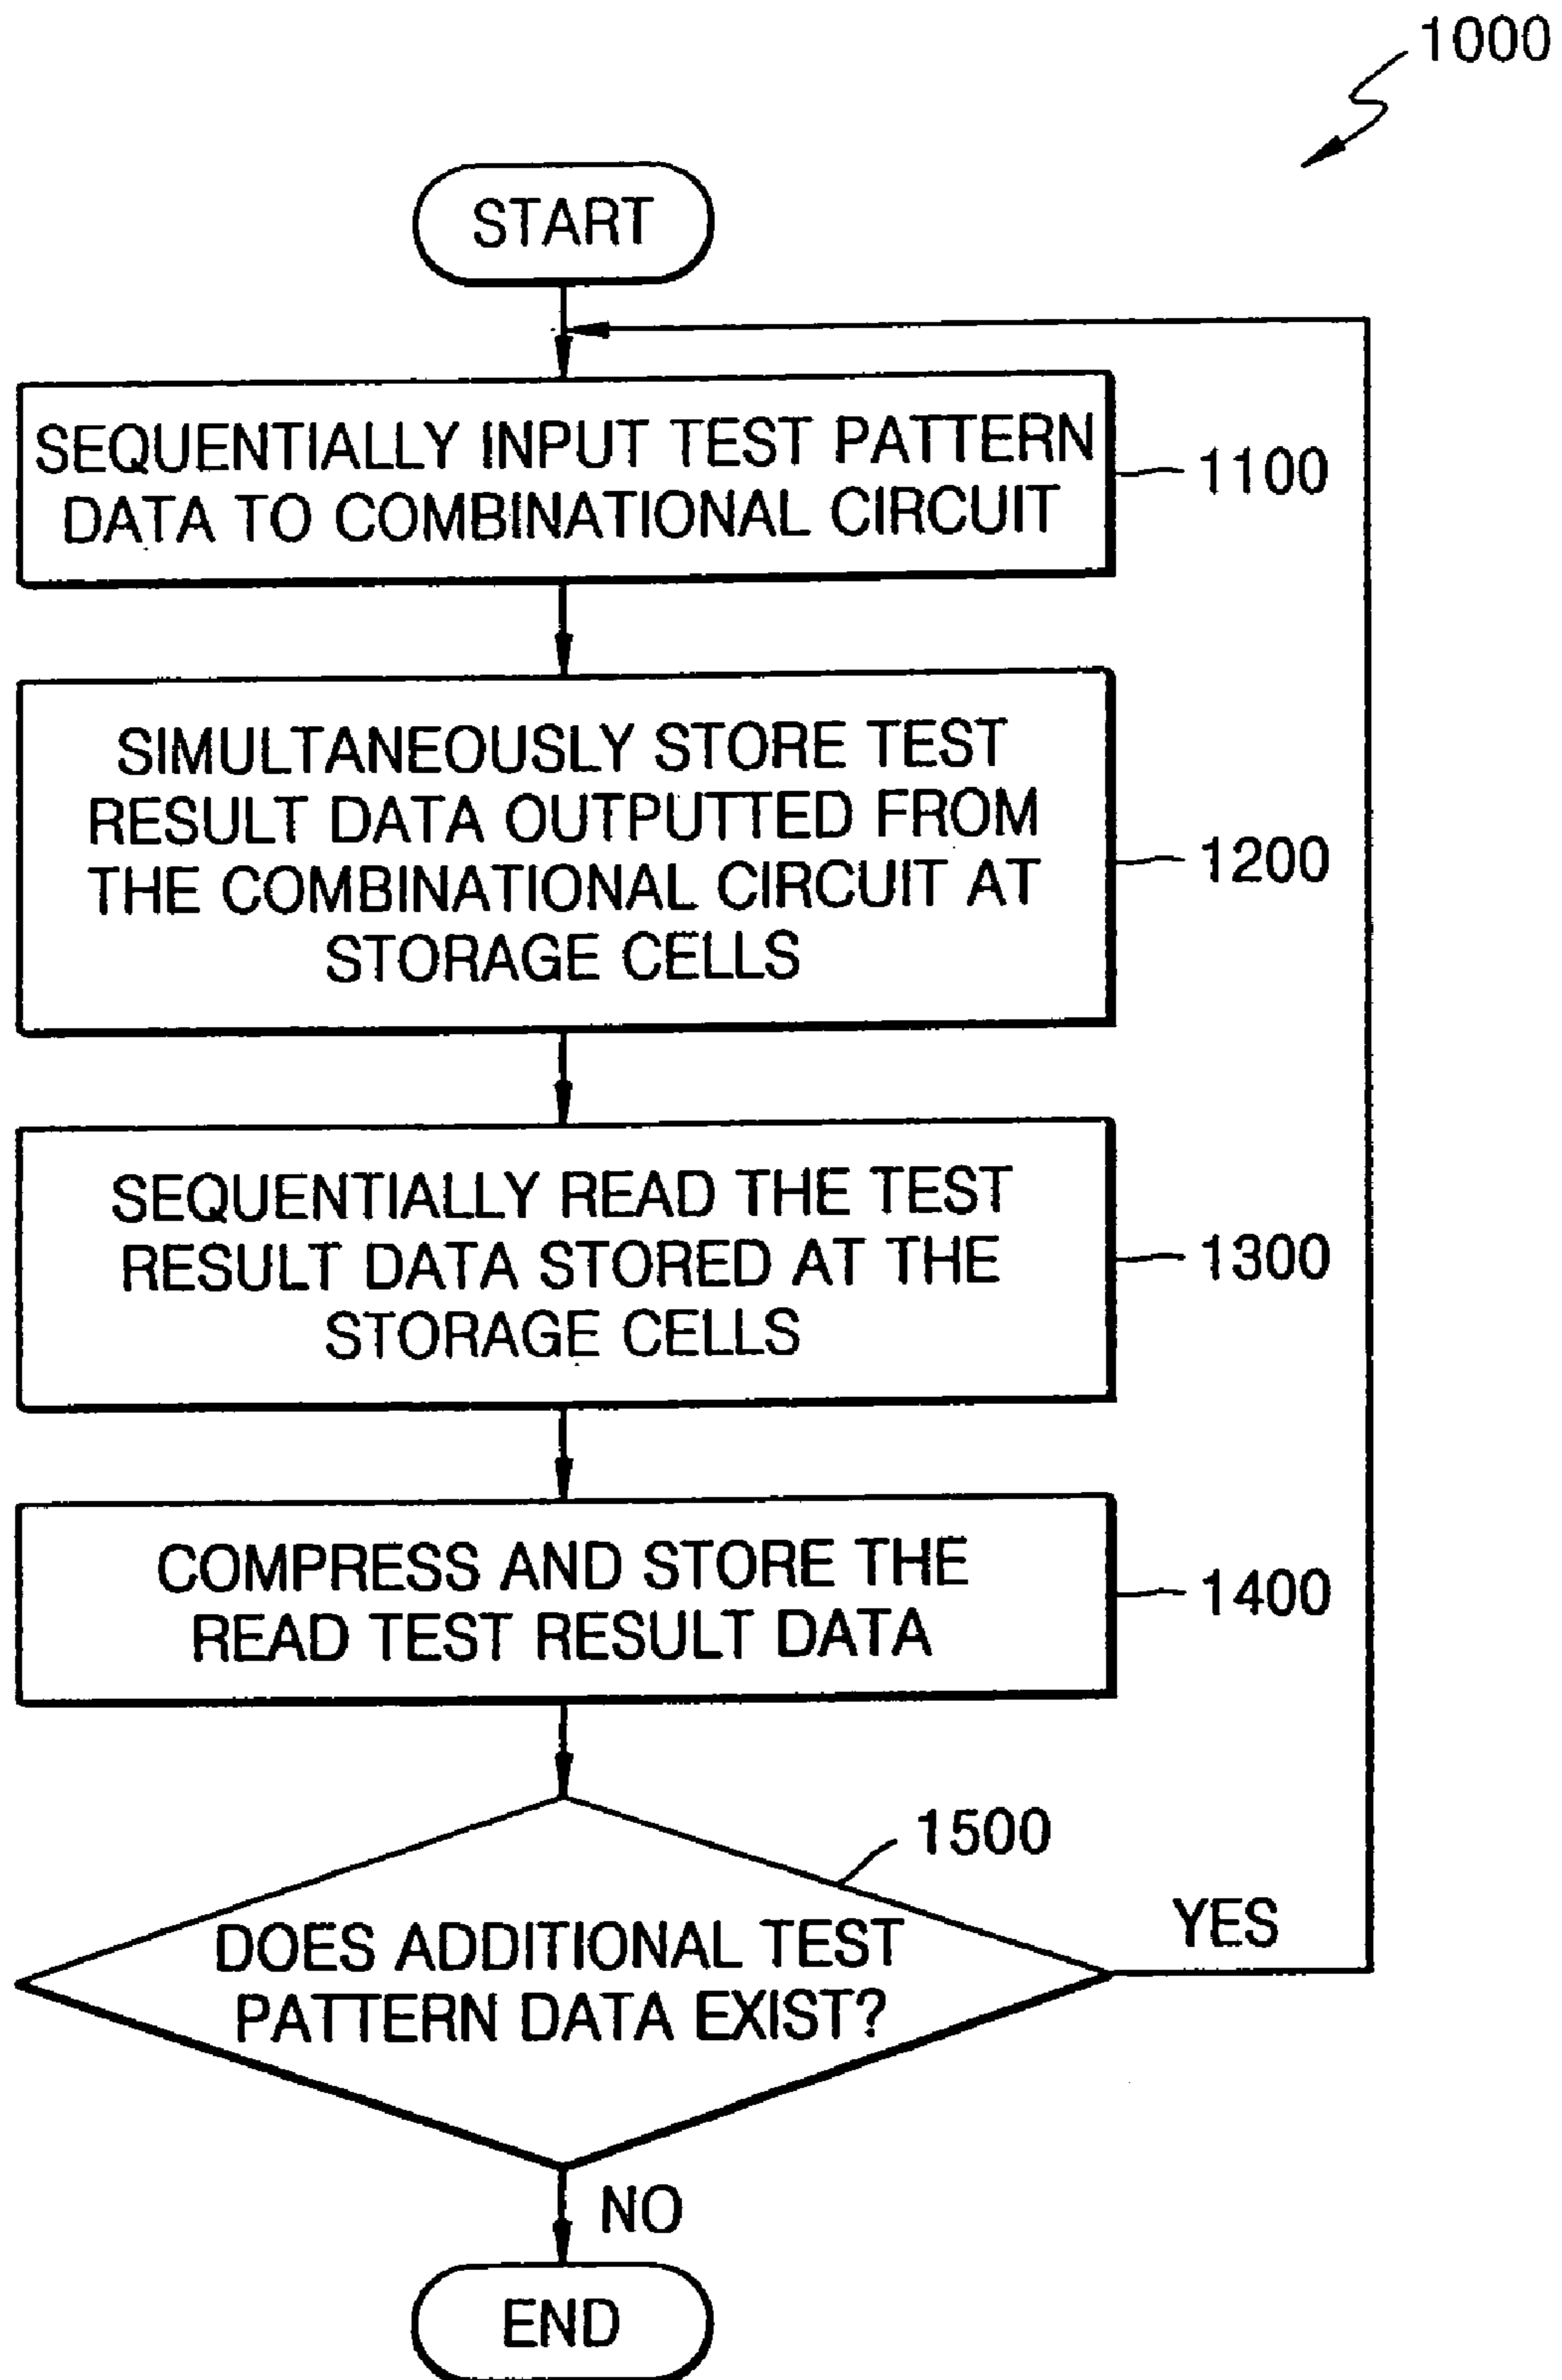 1000
START
SEQUENTIALLY INPUT TEST PATTERN
DATA TO COMBINATIONAL CIRCUIT
1100
SIMULTANEOUSLY STORE TEST
RESULT DATA OUTPUTTED FROM
THE COMBINATIONAL CIRCUIT AT
STORAGE CELLS
1200
SEQUENTIALLY READ THE TEST
RESULT DATA STORED AT THE
STORAGE CELLS
1300
COMPRESS AND STORE THE
READ TEST RESULT DATA
1400
1500
DOES ADDITIONAL TEST
PATTERN DATA EXIST?
YES
NO
END